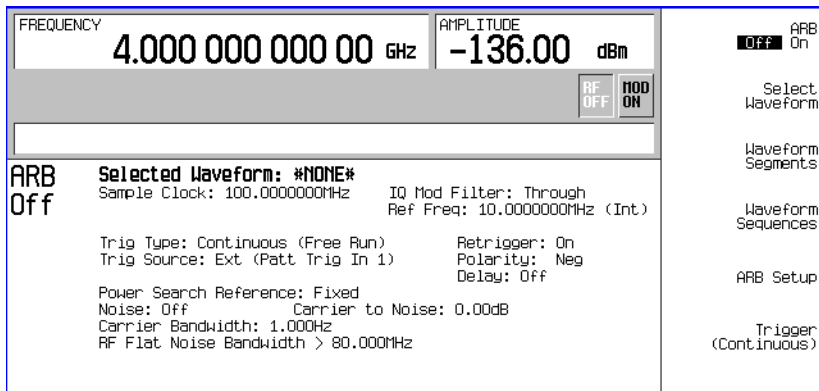 FREQUENCY
4.000 000 000 00 GHz
AMPLITUDE
-136.00 dBm
RF OFF
MOD ON
ARB Off
Selected Waveform: *NONE*
Sample Clock: 100.0000000MHz IQ Mod Filter: Through
Ref Freq: 10.0000000MHz (Int)
Trig Type: Continuous (Free Run) Retrigger: On
Trig Source: Ext (Patt Trig In 1) Polarity: Neg
Delay: Off
Power Search Reference: Fixed
Noise: Off Carrier to Noise: 0.00dB
Carrier Bandwidth: 1.000Hz
RF Flat Noise Bandwidth > 80.000MHz
ARB
Off On
Select
Waveform
Waveform
Segments
Waveform
Sequences
ARB Setup
Trigger
(Continuous)